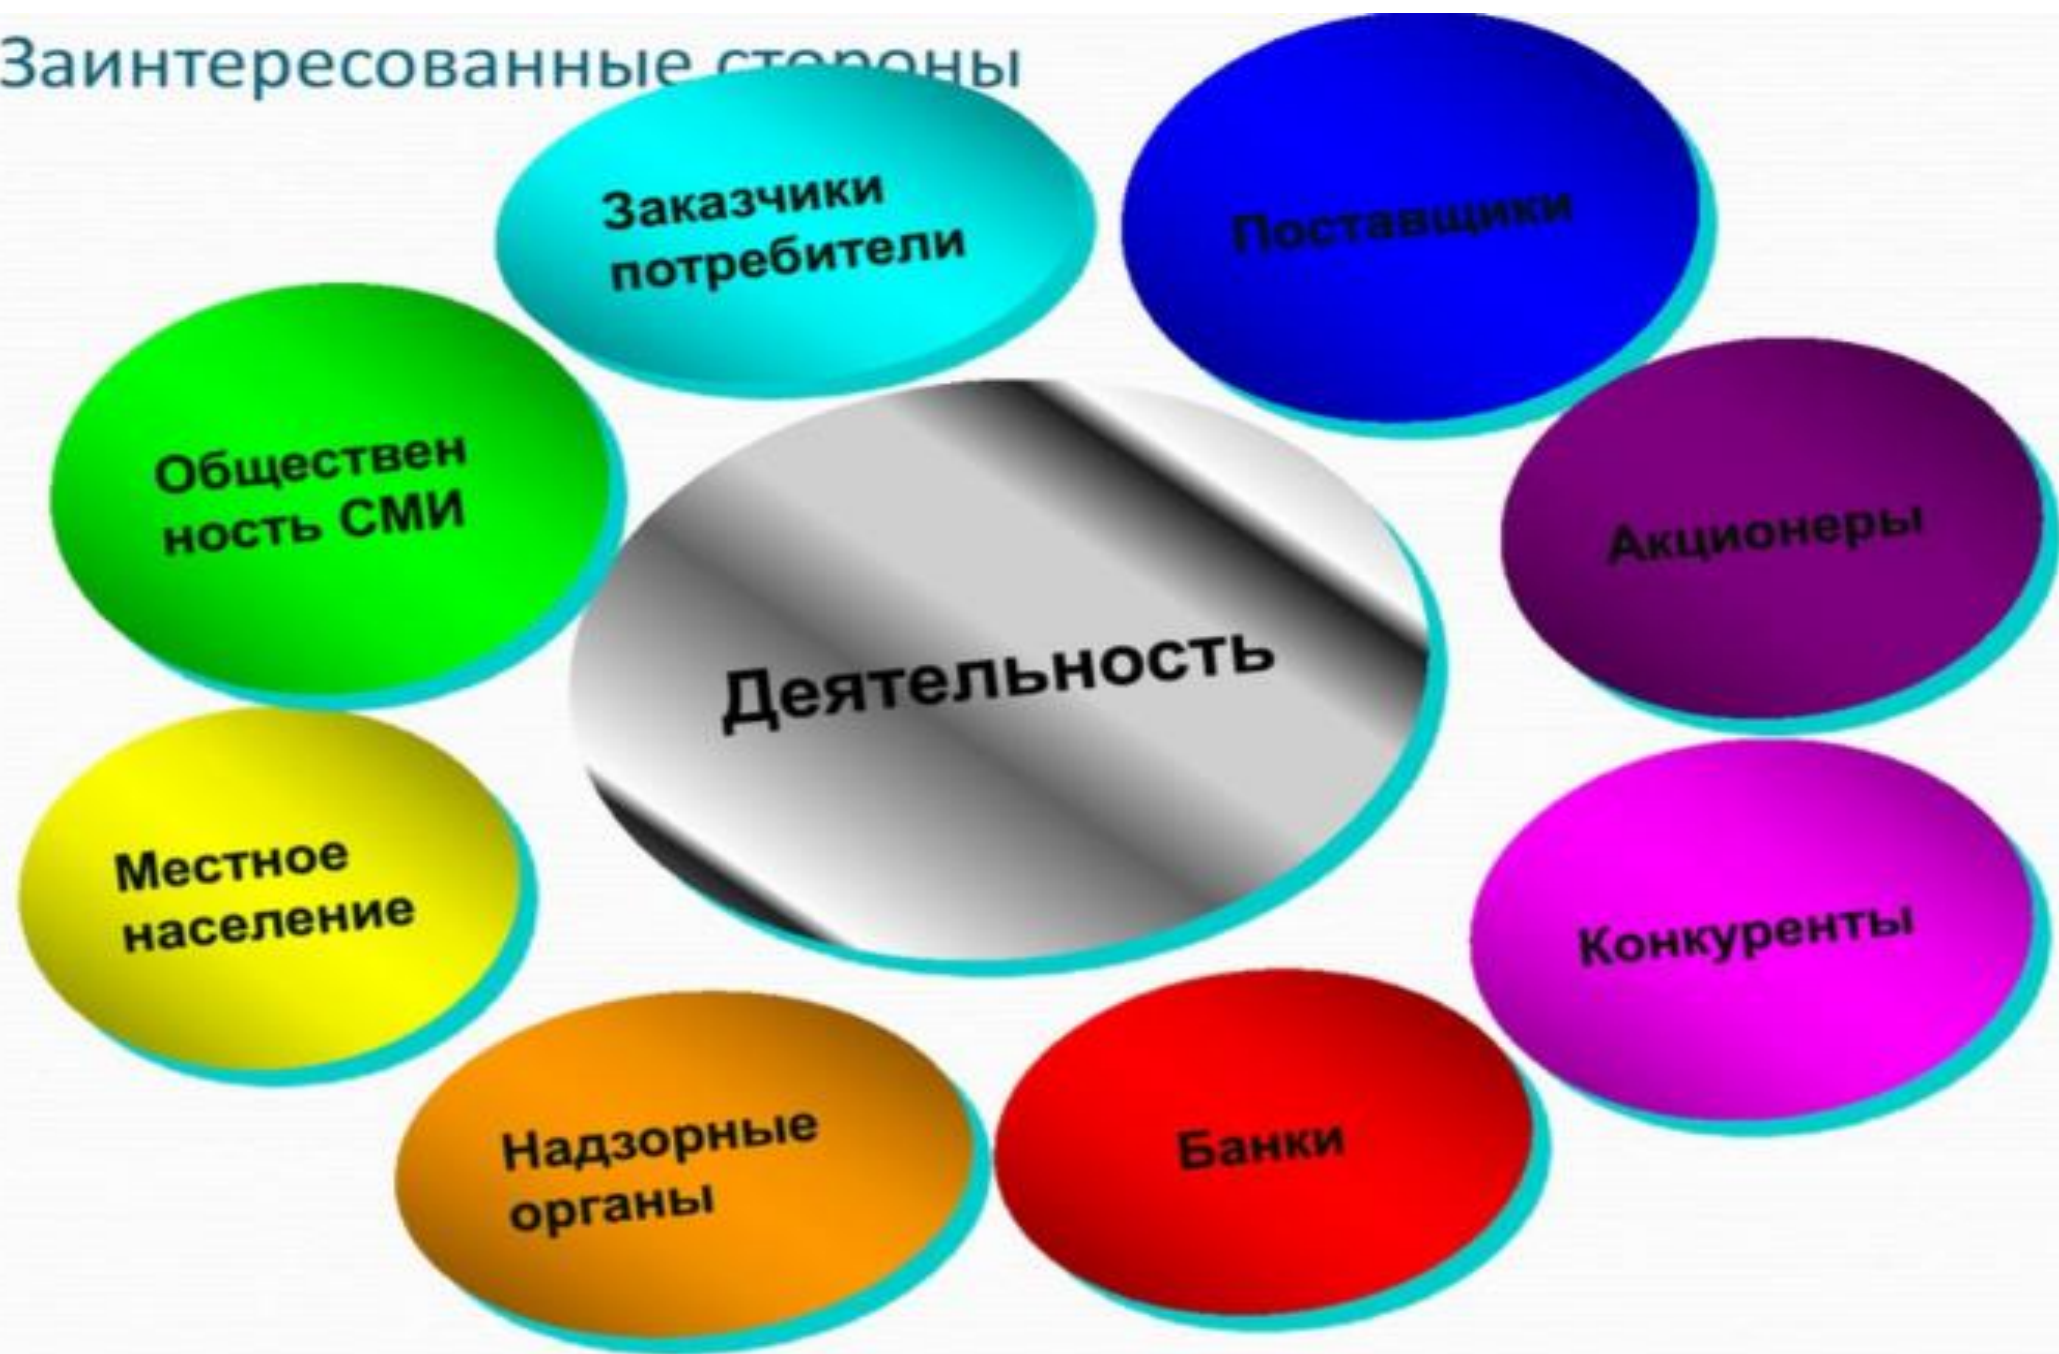 Заинтересованные стороны
Заказчики
потребители
Поставщики
Обществен
ность СМИ
Акционеры
Деятельность
Местное
население
Конкуренты
Надзорные
органы
Банки